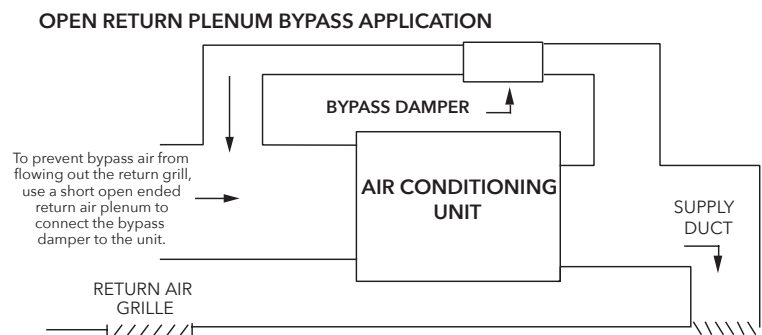 OPEN RETURN PLENUM BYPASS APPLICATION
BYPASS DAMPER
To prevent bypass air from
flowing out the return grill,
use a short open ended
return air plenum to
connect the bypass
damper to the unit.
AIR CONDITIONING
UNIT
SUPPLY
DUCT
RETURN AIR
GRILLE